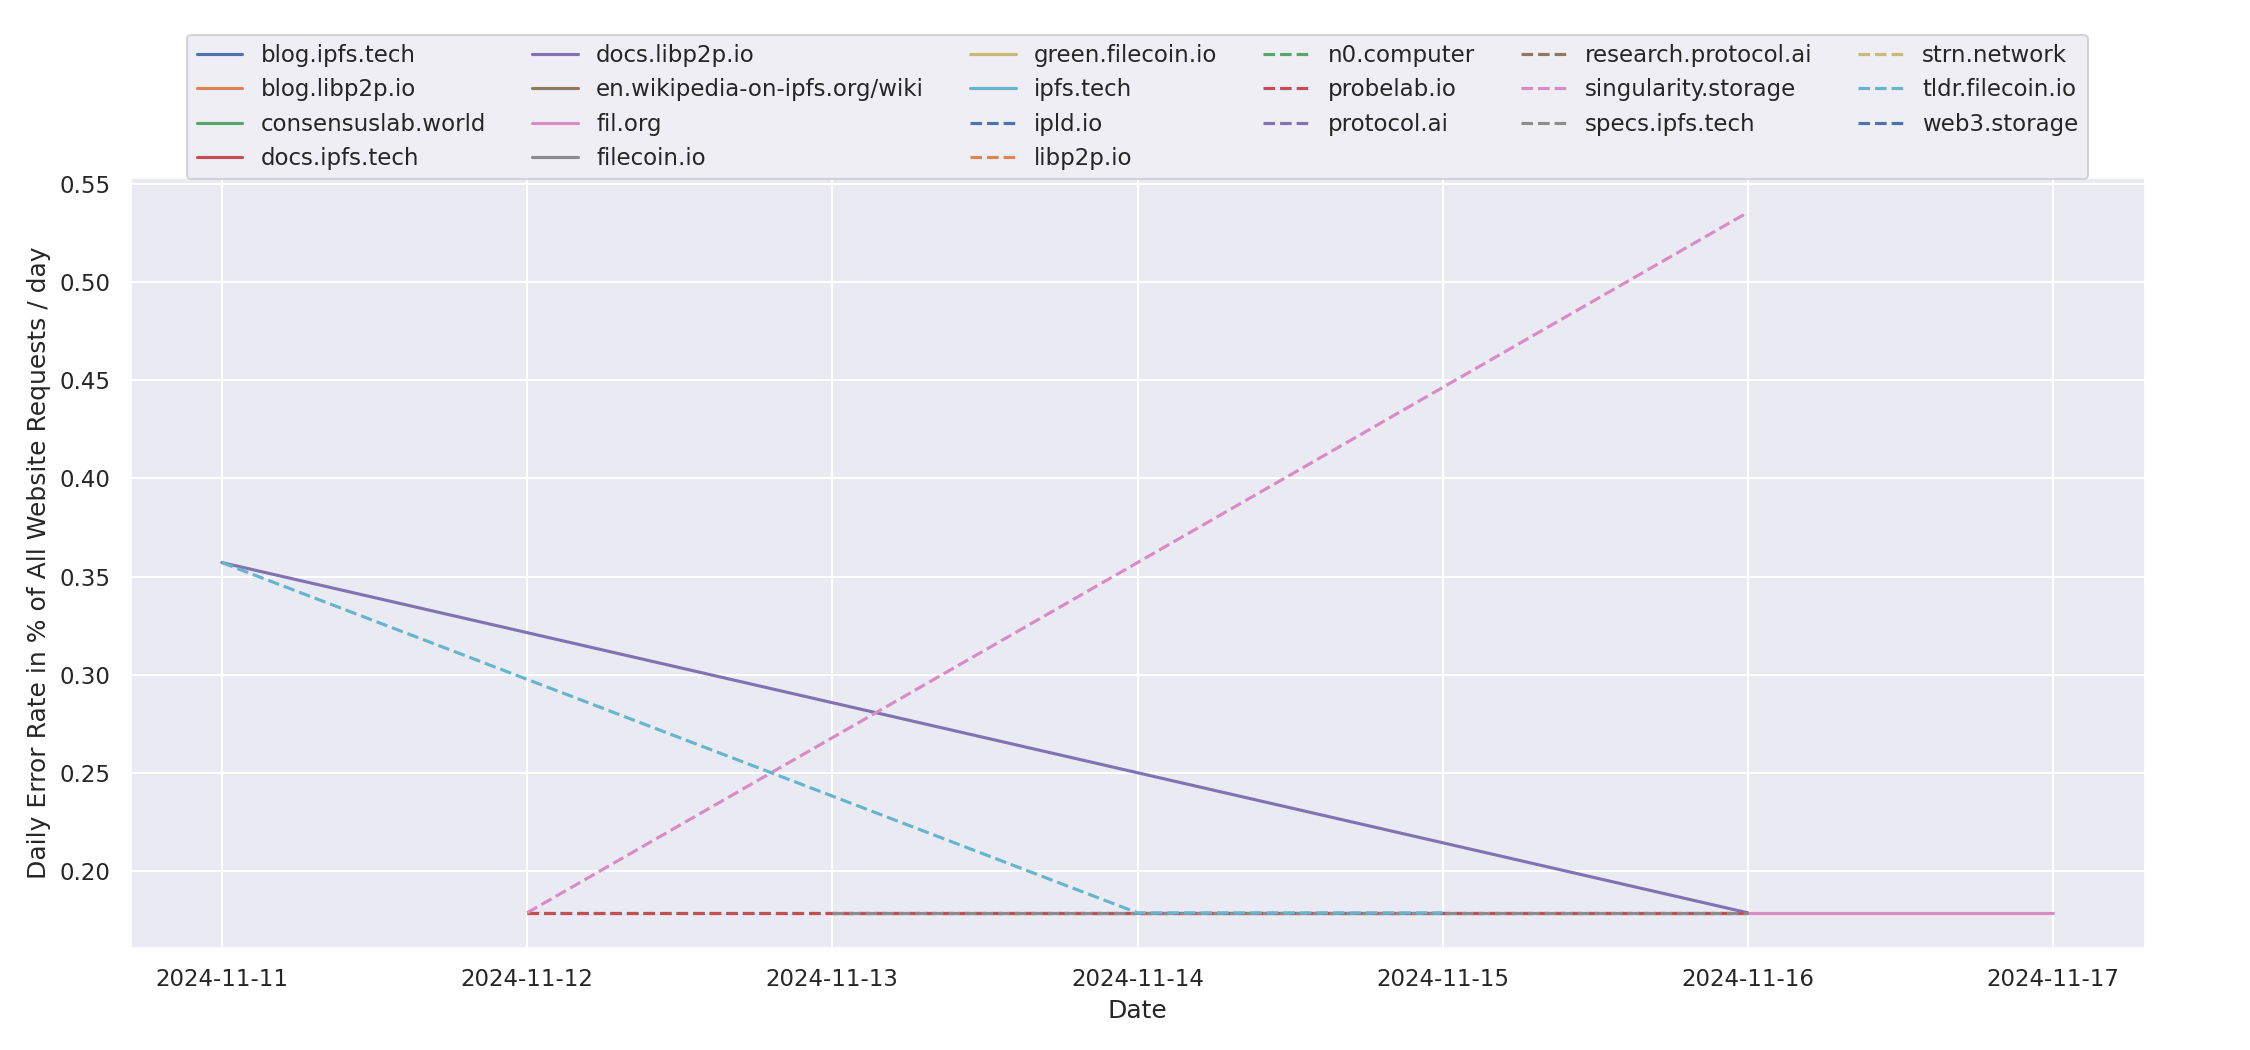 blog.ipfs.tech
blog.libp2p.io
consensuslab.world
docs.ipfs.tech
docs.libp2p.io
en.wikipedia-on-ipfs.org/wiki
fil.org
filecoin.io
green.filecoin.io
ipfs.tech
ipld.io
libp2p.io
n0.computer
probelab.io
protocol.ai
research.protocol.ai
singularity.storage
specs.ipfs.tech
strn.network
tldr.filecoin.io
web3.storage
Daily Error Rate in % of All Website Requests / day
0.55
0.50
0.45
0.40
0.35
0.30
0.25
0.20
2024-11-11
2024-11-12
2024-11-13
2024-11-14
2024-11-15
2024-11-16
2024-11-17
Date